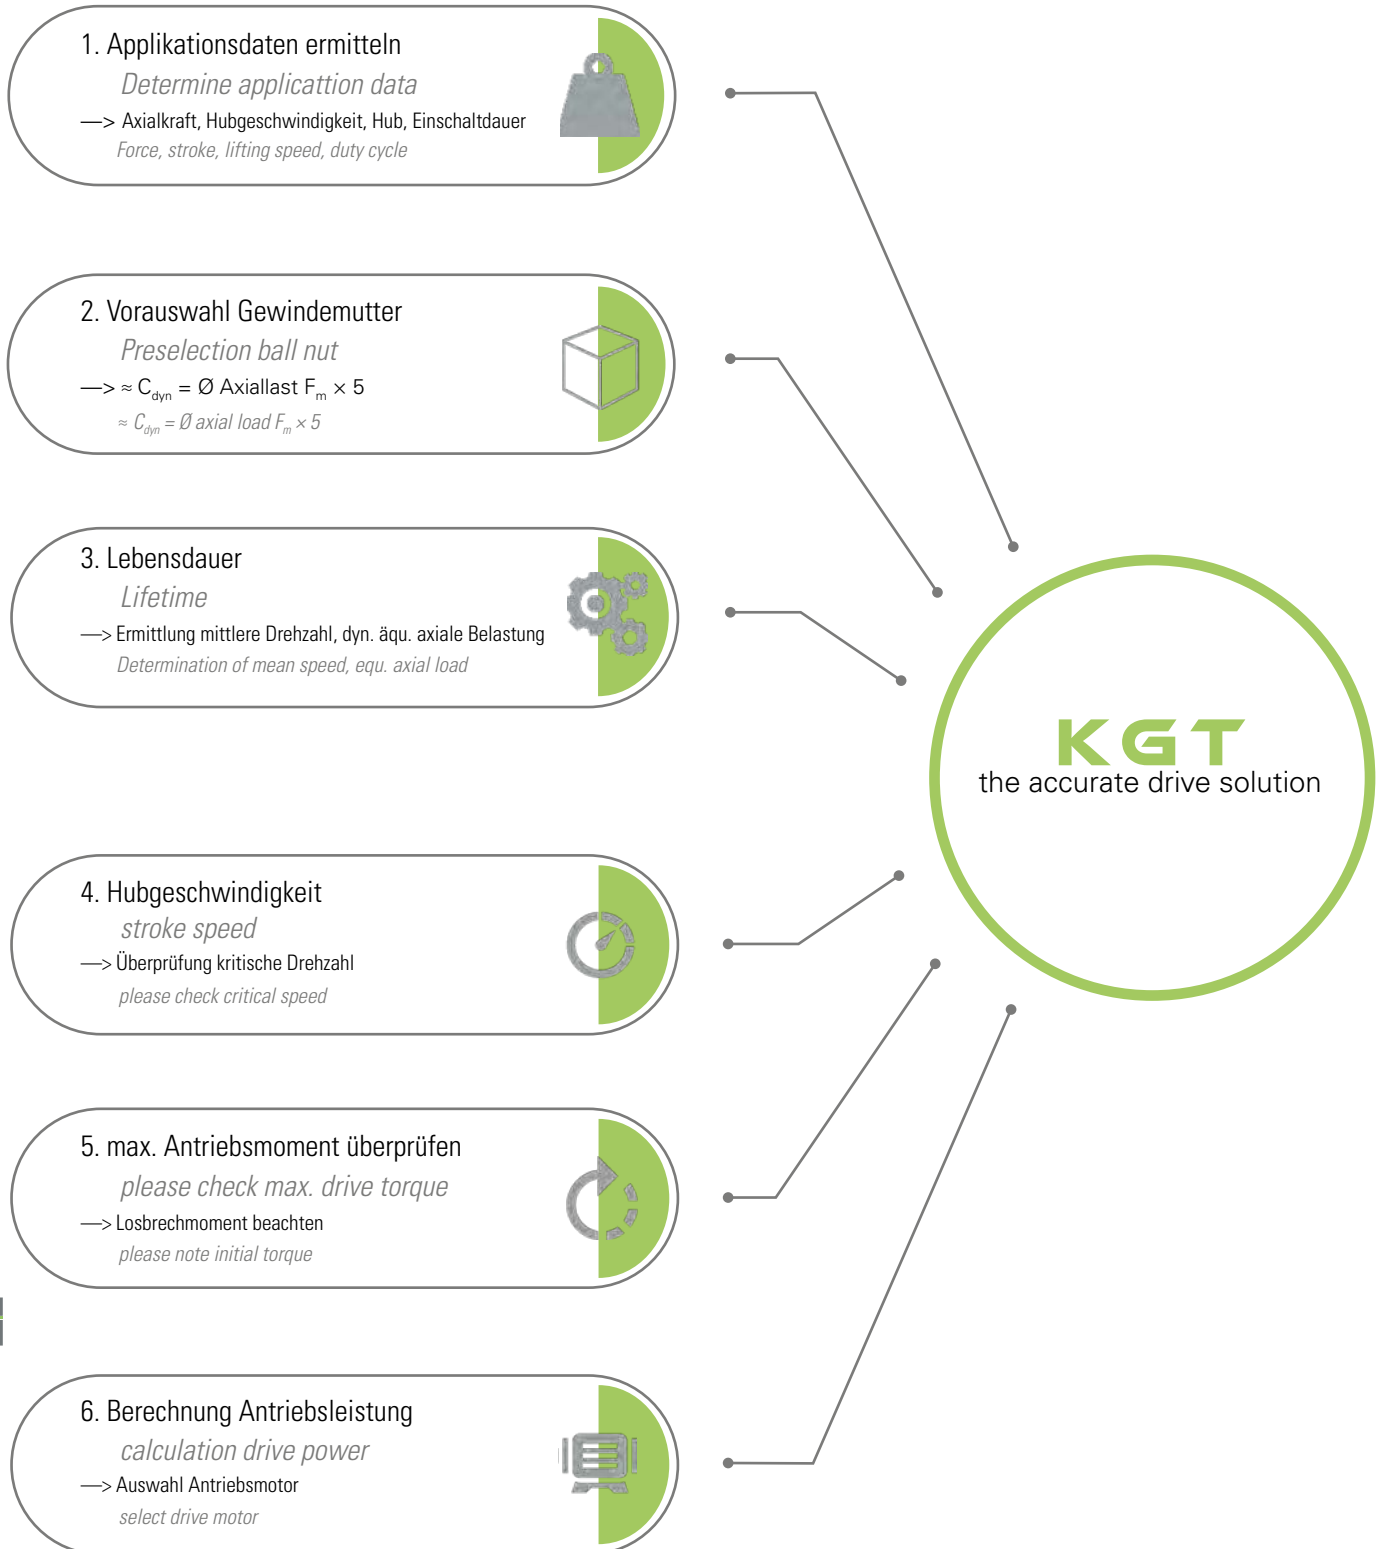 1. Applikationsdaten ermitteln
Determine applicattion data
—> Axialkraft, Hubgeschwindigkeit, Hub, Einschaltdauer
Force, stroke, lifting speed, duty cycle
2. Vorauswahl Gewindemutter
Preselection ball nut
—> ≈ Cdyn = Ø Axiallast Fm × 5
≈ Cdyn = Ø axial load Fm × 5
3. Lebensdauer
Lifetime
—> Ermittlung mittlere Drehzahl, dyn. äqu. axiale Belastung
Determination of mean speed, equ. axial load
KGT
the accurate drive solution
4. Hubgeschwindigkeit
stroke speed
—> Überprüfung kritische Drehzahl
please check critical speed
5. max. Antriebsmoment überprüfen
please check max. drive torque
—> Losbrechmoment beachten
please note initial torque
6. Berechnung Antriebsleistung
calculation drive power
—> Auswahl Antriebsmotor
select drive motor